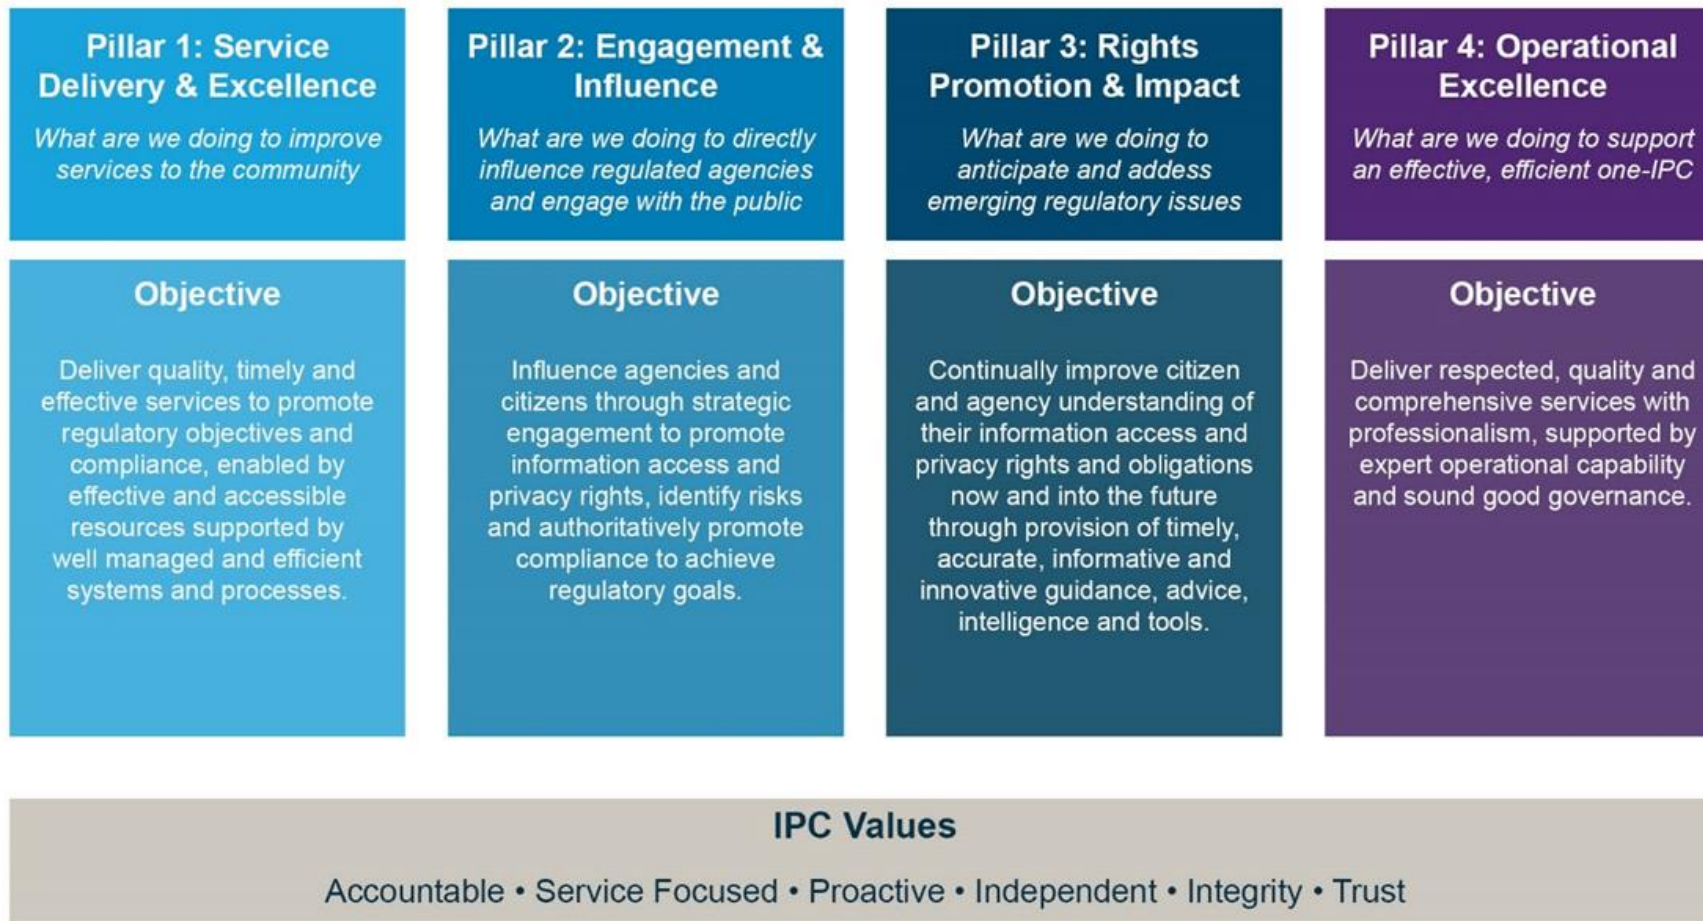 Pillar 1: Service
Delivery & Excellence
What are we doing to improve
services to the community
Objective
Deliver quality, timely and
effective services to promote
regulatory objectives and
compliance, enabled by
effective and accessible
resources supported by
well managed and efficient
systems and processes.
Pillar 2: Engagement &
Influence
What are we doing to directly
influence regulated agencies
and engage with the public
Objective
Influence agencies and
citizens through strategic
engagement to promote
information access and
privacy rights, identify risks
and authoritatively promote
compliance to achieve
regulatory goals.
Pillar 3: Rights
Promotion & Impact
What are we doing to
anticipate and addess
emerging regulatory issues
Objective
Continually improve citizen
and agency understanding of
their information access and
privacy rights and obligations
now and into the future
through provision of timely,
accurate, informative and
innovative guidance, advice,
intelligence and tools.
Pillar 4: Operational
Excellence
What are we doing to support
an effective, efficient one-IPC
Objective
Deliver respected, quality and
comprehensive services with
professionalism, supported by
expert operational capability
and sound good governance.
IPC Values
Accountable • Service Focused • Proactive • Independent • Integrity • Trust